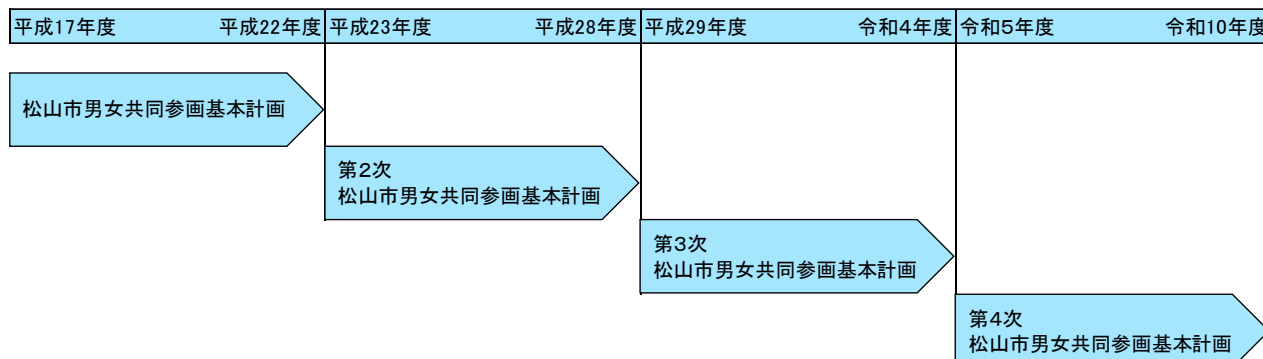 平成17年度 平成22年度 平成23年度 平成28年度 平成29年度 令和4年度 令和5年度 令和10年度
松山市男女共同参画基本計画
第2次
松山市男女共同参画基本計画
第3次
松山市男女共同参画基本計画
第4次
松山市男女共同参画基本計画